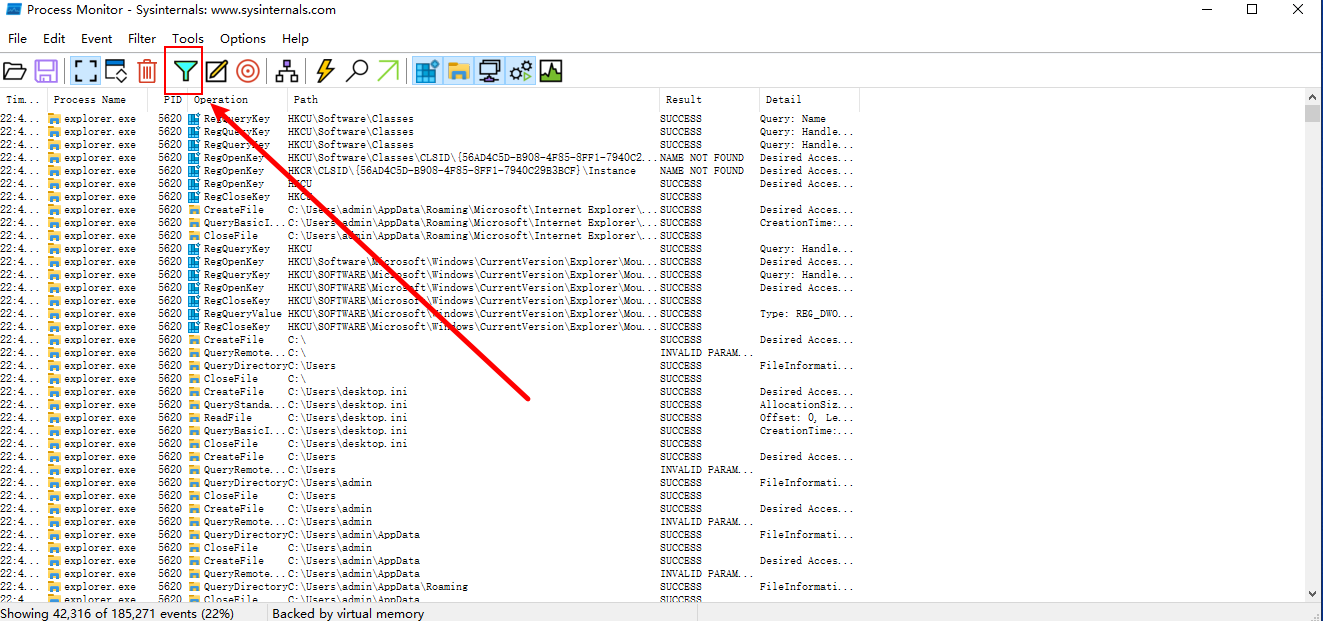 Process Monitor - Sysinternals: www.sysinternals.com
File Edit Event Filter Tools Options Help
Tim... Process Name PID Operation Path Result Detail
22:4... explorer.exe 5620 RegQueryKey HKCU\Software\Classes SUCCESS Query: Name
22:4... explorer.exe 5620 RegQueryKey HKCU\Software\Classes SUCCESS Query: Handle...
22:4... explorer.exe 5620 RegQueryKey HKCU\Software\Classes SUCCESS Query: Handle...
22:4... explorer.exe 5620 RegOpenKey HKCU\Software\Classes\CLSID\{56AD4C5D-B908-4F85-8FF1-7940C2... NAME NOT FOUND Desired Acces...
22:4... explorer.exe 5620 RegOpenKey HKCR\CLSID\{56AD4C5D-B908-4F85-8FF1-7940C29B3BCF}\Instance NAME NOT FOUND Desired Acces...
22:4... explorer.exe 5620 RegOpenKey HKCU SUCCESS Desired Acces...
22:4... explorer.exe 5620 RegCloseKey HKCU SUCCESS
22:4... explorer.exe 5620 CreateFile C:\Users\admin\AppData\Roaming\Microsoft\Internet Explorer\... SUCCESS Desired Acces...
22:4... explorer.exe 5620 QueryBasicI... C:\Users\admin\AppData\Roaming\Microsoft\Internet Explorer\... SUCCESS CreationTime:...
22:4... explorer.exe 5620 CloseFile C:\Users\admin\AppData\Roaming\Microsoft\Internet Explorer\... SUCCESS
22:4... explorer.exe 5620 RegQueryKey HKCU SUCCESS Query: Handle...
22:4... explorer.exe 5620 RegOpenKey HKCU\Software\Microsoft\Windows\CurrentVersion\Explorer\Mou... SUCCESS Desired Acces...
22:4... explorer.exe 5620 RegQueryKey HKCU\SOFTWARE\Microsoft\Windows\CurrentVersion\Explorer\Mou... SUCCESS Query: Handle...
22:4... explorer.exe 5620 RegOpenKey HKCU\SOFTWARE\Microsoft\Windows\CurrentVersion\Explorer\Mou... SUCCESS Desired Acces...
22:4... explorer.exe 5620 RegCloseKey HKCU\SOFTWARE\Microsoft\Windows\CurrentVersion\Explorer\Mou... SUCCESS
22:4... explorer.exe 5620 RegQueryValue HKCU\SOFTWARE\Microsoft\Windows\CurrentVersion\Explorer\Mou... SUCCESS Type: REG_DWO...
22:4... explorer.exe 5620 RegCloseKey HKCU\SOFTWARE\Microsoft\Windows\CurrentVersion\Explorer\Mou... SUCCESS
22:4... explorer.exe 5620 CreateFile C:\ SUCCESS Desired Acces...
22:4... explorer.exe 5620 QueryRemote... C:\ INVALID PARAM...
22:4... explorer.exe 5620 QueryDirectory C:\Users SUCCESS FileInformati...
22:4... explorer.exe 5620 CloseFile C:\ SUCCESS
22:4... explorer.exe 5620 CreateFile C:\Users\desktop.ini SUCCESS Desired Acces...
22:4... explorer.exe 5620 QueryStanda... C:\Users\desktop.ini SUCCESS AllocationSiz...
22:4... explorer.exe 5620 ReadFile C:\Users\desktop.ini SUCCESS Offset: 0, Le...
22:4... explorer.exe 5620 QueryBasicI... C:\Users\desktop.ini SUCCESS CreationTime:...
22:4... explorer.exe 5620 CloseFile C:\Users\desktop.ini SUCCESS
22:4... explorer.exe 5620 CreateFile C:\Users SUCCESS Desired Acces...
22:4... explorer.exe 5620 QueryRemote... C:\Users INVALID PARAM...
22:4... explorer.exe 5620 QueryDirectory C:\Users\admin SUCCESS FileInformati...
22:4... explorer.exe 5620 CloseFile C:\Users SUCCESS
22:4... explorer.exe 5620 CreateFile C:\Users\admin SUCCESS Desired Acces...
22:4... explorer.exe 5620 QueryRemote... C:\Users\admin INVALID PARAM...
22:4... explorer.exe 5620 QueryDirectory C:\Users\admin\AppData SUCCESS FileInformati...
22:4... explorer.exe 5620 CloseFile C:\Users\admin SUCCESS
22:4... explorer.exe 5620 CreateFile C:\Users\admin\AppData SUCCESS Desired Acces...
22:4... explorer.exe 5620 QueryRemote... C:\Users\admin\AppData INVALID PARAM...
22:4... explorer.exe 5620 QueryDirectory C:\Users\admin\AppData\Roaming SUCCESS FileInformati...
22:4... explorer.exe 5620 CloseFile C:\Users\admin\AppData SUCCESS
Showing 42,316 of 185,271 events (22%) Backed by virtual memory